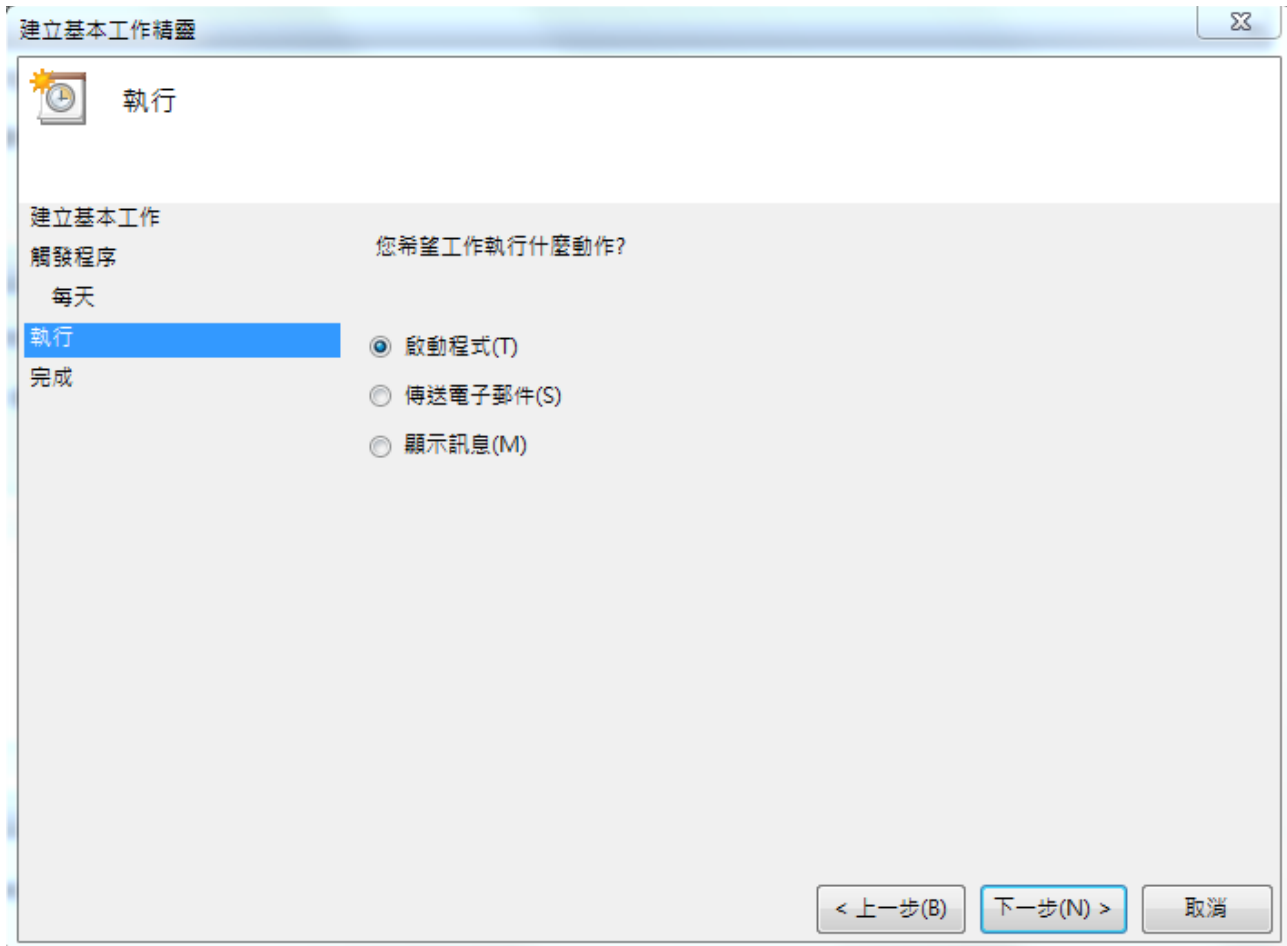 建立基本工作精靈
執行
建立基本工作
觸發程序
每天
執行
完成
您希望工作執行什麼動作?
啟動程式(T)
傳送電子郵件(S)
顯示訊息(M)
< 上一步(B)
下一步(N) >
取消